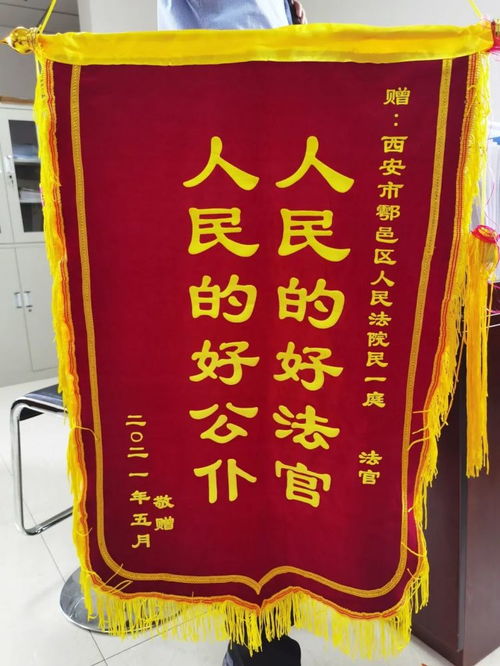 赠：西安市鄠邑区人民法院民一庭 法官
人民的好法官
人民的好公仆
敬赠
二〇二一年五月